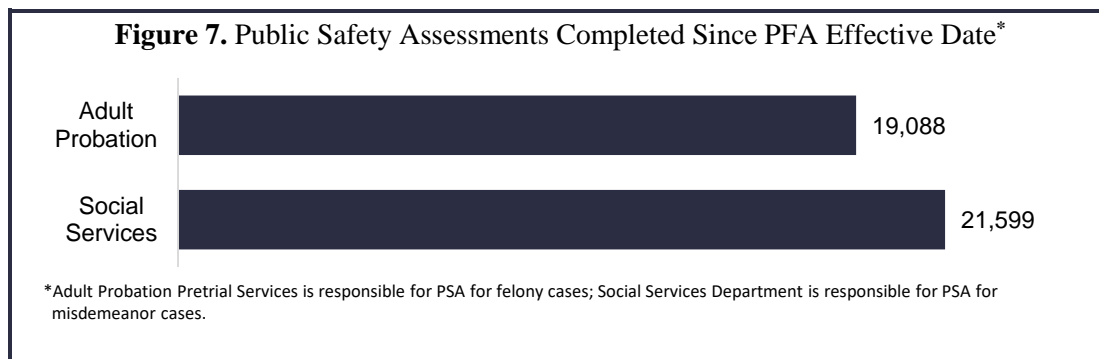 Figure 7. Public Safety Assessments Completed Since PFA Effective Date*
Adult
Probation
19,088
Social
Services
21,599
*Adult Probation Pretrial Services is responsible for PSA for felony cases; Social Services Department is responsible for PSA for
misdemeanor cases.